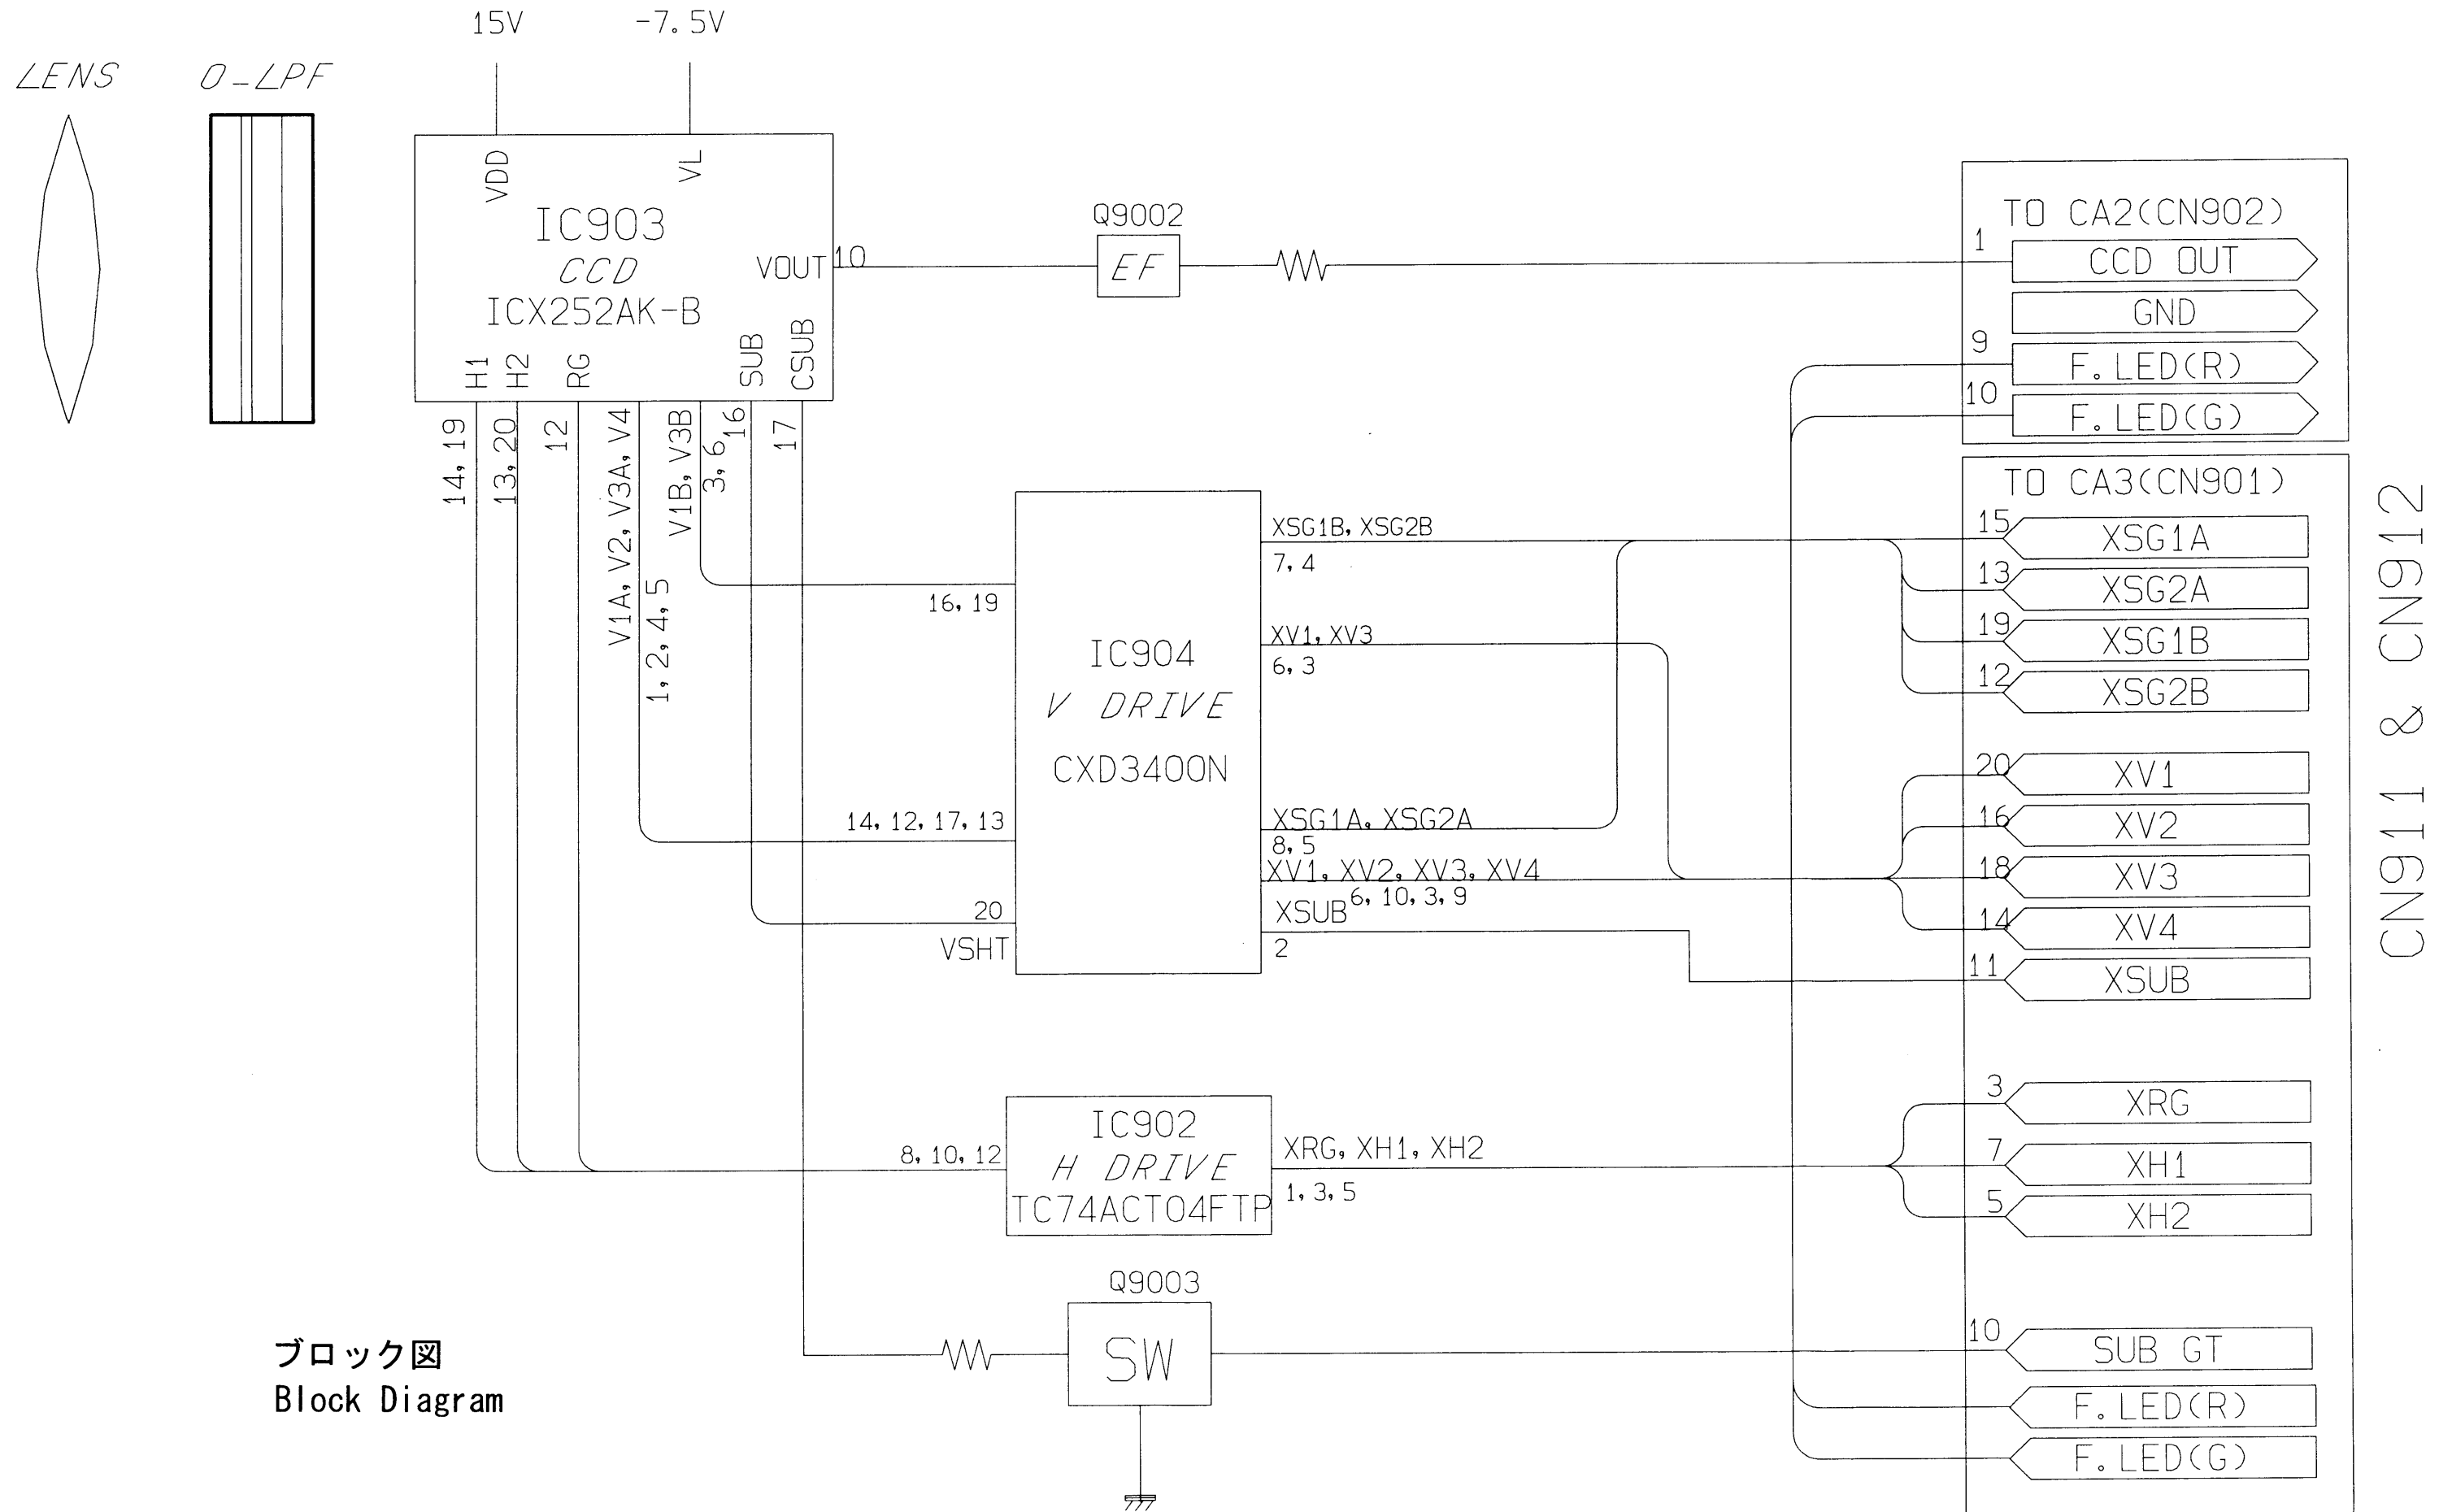 15V
-7.5V
LENS
O-LPF
VDD
VL
IC903
CCD
ICX252AK-B
VOUT
10
H1
H2
RG
SUB
CSUB
14,19
13,20
12
V1A,V2,V3A,V4
1,2,4,5
V1B,V3B
3,6
16
17
Q9002
EF
16,19
14,12,17,13
20
VSHT
IC904
V DRIVE
CXD3400N
XSG1B,XSG2B
7,4
XV1,XV3
6,3
XSG1A,XSG2A
8,5
XV1,XV2,XV3,XV4
6,10,3,9
XSUB
2
8,10,12
IC902
H DRIVE
TC74ACT04FTP
XRG,XH1,XH2
1,3,5
Q9003
SW
TO CA2(CN902)
1 CCD OUT
GND
9 F.LED(R)
10 F.LED(G)
TO CA3(CN901)
15 XSG1A
13 XSG2A
19 XSG1B
12 XSG2B
20 XV1
16 XV2
18 XV3
14 XV4
11 XSUB
3 XRG
7 XH1
5 XH2
10 SUB GT
F.LED(R)
F.LED(G)
CN911 & CN912
ブロック図
Block Diagram